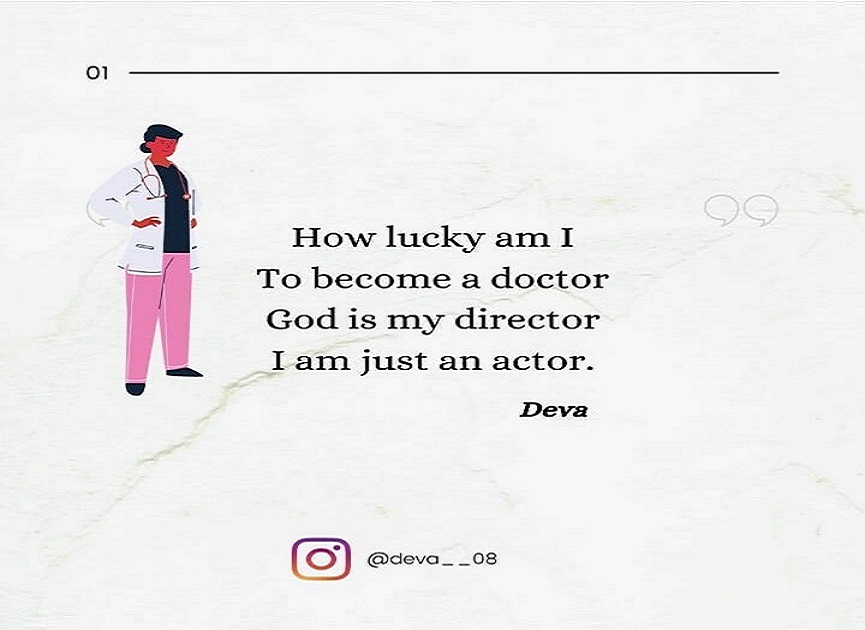 01
How lucky am I
To become a doctor
God is my director
I am just an actor.
Deva
@deva__08